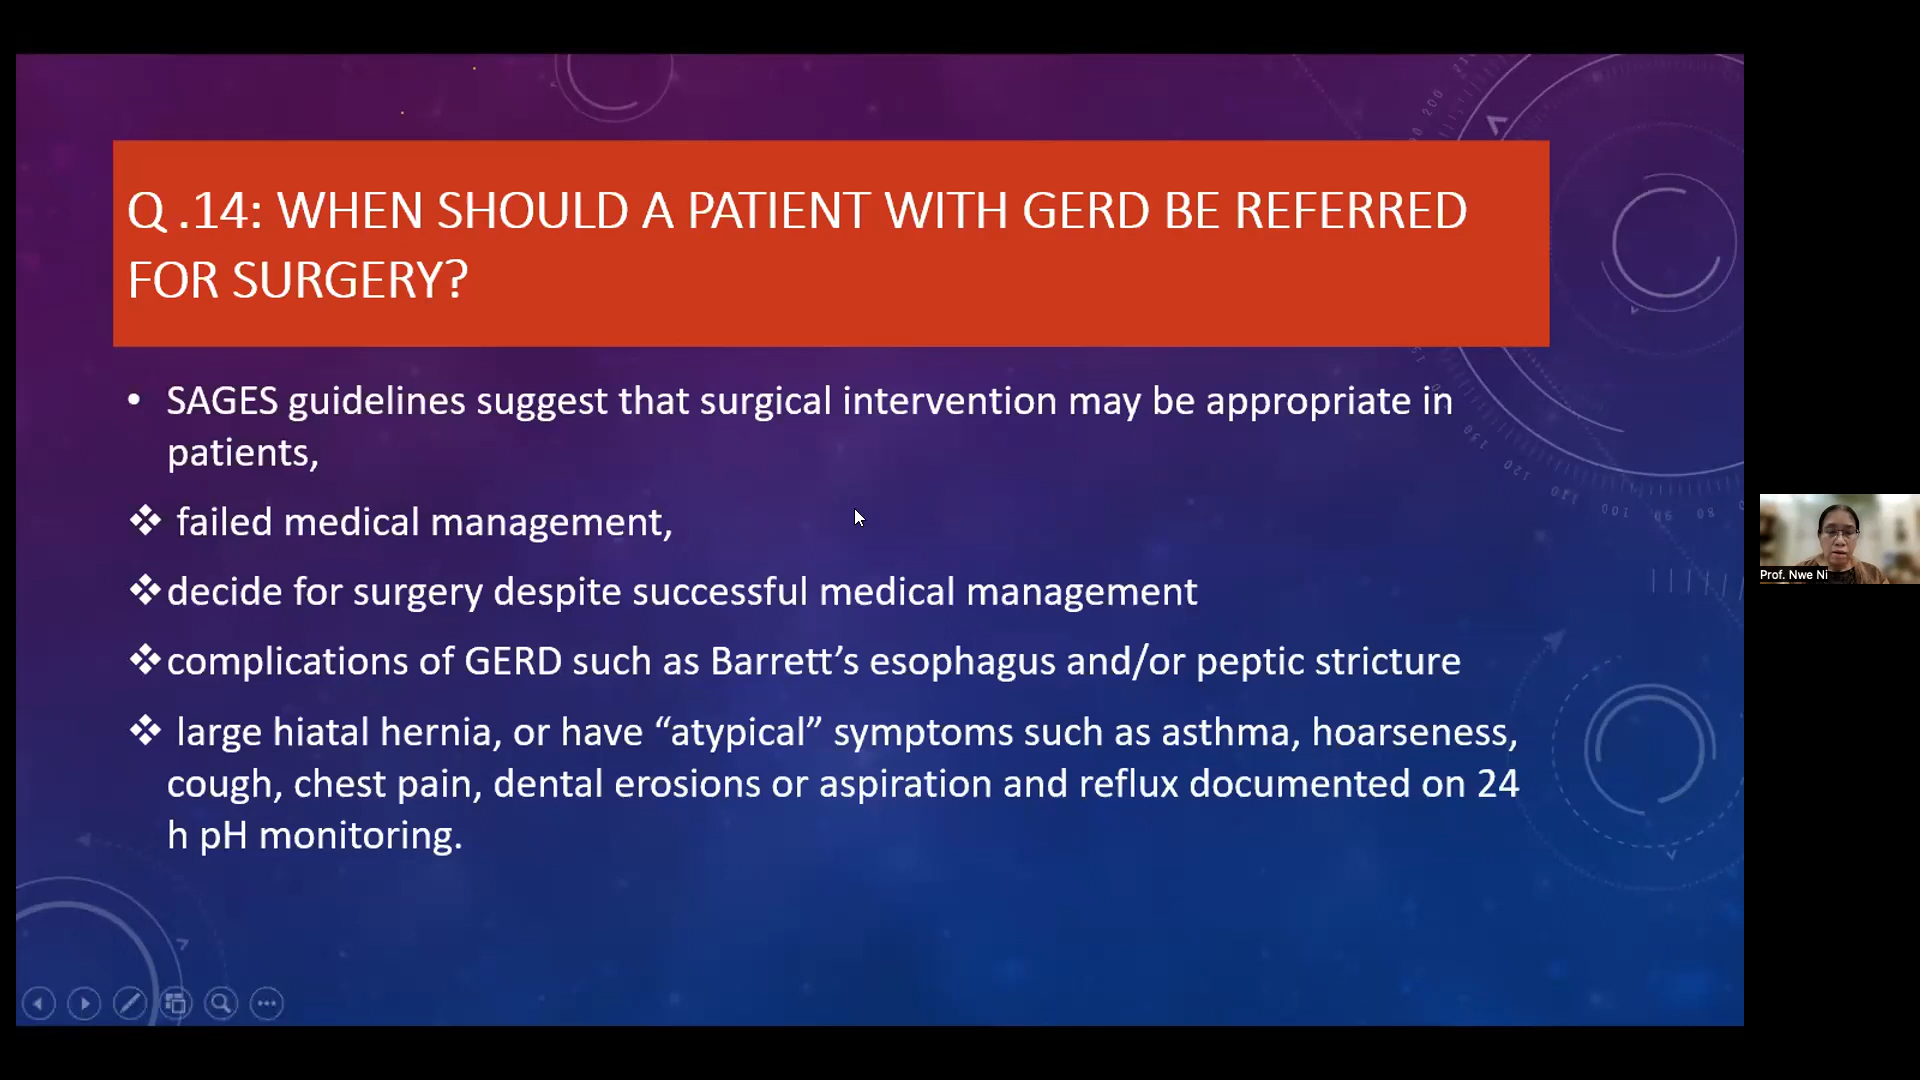 Q .14: WHEN SHOULD A PATIENT WITH GERD BE REFERRED
FOR SURGERY?
• SAGES guidelines suggest that surgical intervention may be appropriate in
patients,
❖ failed medical management,
❖ decide for surgery despite successful medical management
❖ complications of GERD such as Barrett’s esophagus and/or peptic stricture
❖ large hiatal hernia, or have “atypical” symptoms such as asthma, hoarseness,
cough, chest pain, dental erosions or aspiration and reflux documented on 24
h pH monitoring.
Prof. Nwe Ni